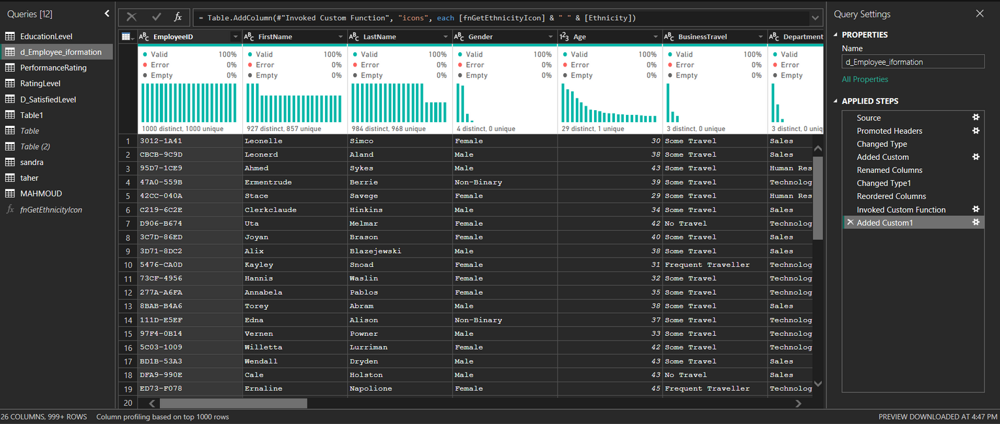 Queries [12]
EducationLevel
d_Employee_iformation
PerformanceRating
RatingLevel
D_SatisfiedLevel
Table1
Table
Table (2)
sandra
taher
MAHMOUD
fx fnGetEthnicityIcon
fx = Table.AddColumn(#"Invoked Custom Function", "icons", each [fnGetEthnicityIcon] & " " & [Ethnicity])
ABC EmployeeID ABC FirstName ABC LastName ABC Gender 123 Age ABC BusinessTravel ABC Department
Valid 100% Valid 100% Valid 100% Valid 100% Valid 100% Valid 100% Valid
Error 0% Error 0% Error 0% Error 0% Error 0% Error 0% Error
Empty 0% Empty 0% Empty 0% Empty 0% Empty 0% Empty 0% Empty
1000 distinct, 1000 unique 927 distinct, 857 unique 984 distinct, 968 unique 4 distinct, 0 unique 29 distinct, 1 unique 3 distinct, 0 unique 3 distinct, 0 uniq
1 3012-1A41 Leonelle Simco Female 30 Some Travel Sales
2 CBCB-9C9D Leonerd Aland Male 38 Some Travel Sales
3 95D7-1CE9 Ahmed Sykes Male 43 Some Travel Human Res
4 47A0-559B Ermentrude Berrie Non-Binary 39 Some Travel Technolog
5 42CC-040A Stace Savege Female 29 Some Travel Human Res
6 C219-6C2E Clerkclaude Hinkins Male 34 Some Travel Sales
7 D906-B674 Uta Melmar Female 42 No Travel Technolog
8 3C7D-86ED Joyan Brason Female 40 Some Travel Sales
9 3D71-8DC2 Alix Blazejewski Male 38 Some Travel Sales
10 5476-CA0D Kayley Snoad Female 31 Frequent Traveller Technolog
11 73CF-4956 Hannis Waslin Female 32 Some Travel Technolog
12 277A-A6FA Annabela Pablos Female 35 Some Travel Technolog
13 8BAB-B4A6 Torey Abram Male 38 Some Travel Sales
14 111D-E5EF Edna Alison Non-Binary 37 Some Travel Technolog
15 97F4-0B14 Vernen Powner Male 33 Some Travel Technolog
16 5C03-1009 Willetta Lurriman Female 42 Some Travel Technolog
17 BD1B-53A3 Wendall Dryden Male 43 Some Travel Sales
18 DFA9-990E Cale Holston Male 43 No Travel Sales
19 ED73-F078 Ernaline Napolione Female 45 Frequent Traveller Technolog
20
Query Settings
PROPERTIES
Name
d_Employee_iformation
All Properties
APPLIED STEPS
Source
Promoted Headers
Changed Type
Added Custom
Renamed Columns
Changed Type1
Reordered Columns
Invoked Custom Function
Added Custom1
26 COLUMNS, 999+ ROWS Column profiling based on top 1000 rows PREVIEW DOWNLOADED AT 4:47 PM